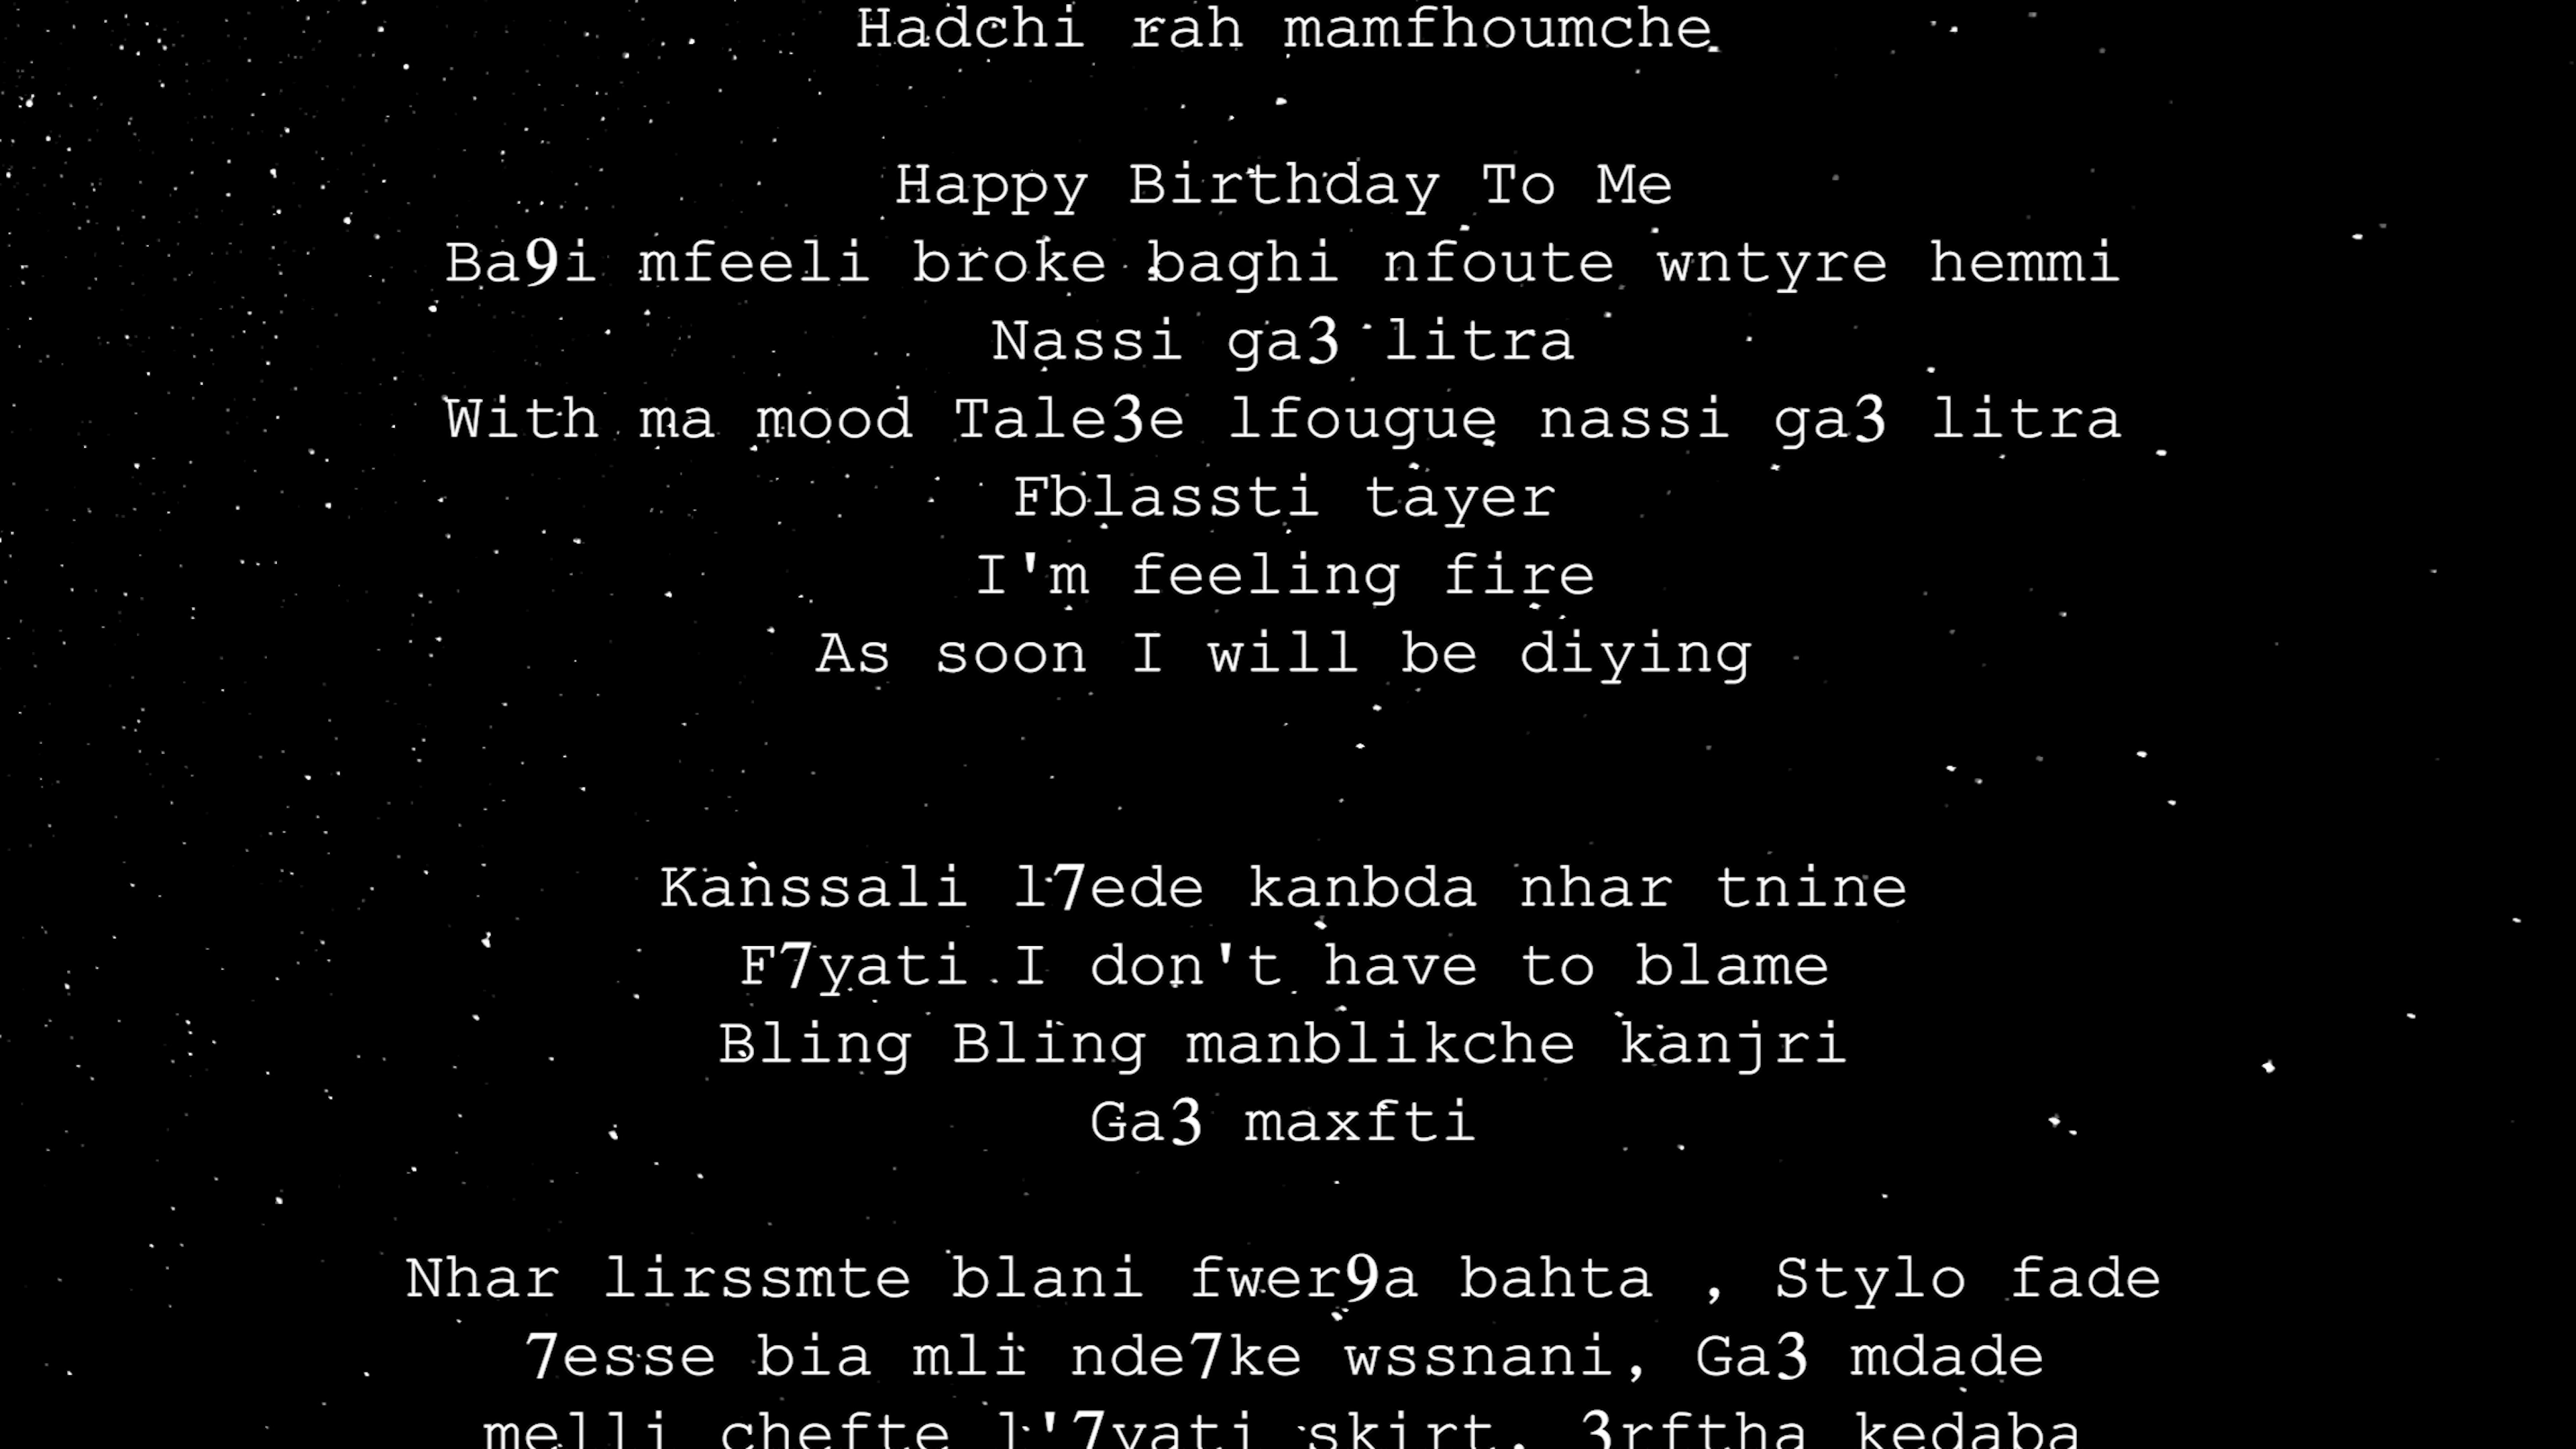 Hadchi rah mamfhoumche
Happy Birthday To Me
Ba9i mfeeli broke baghi nfoute wntyre hemmi
Nassi ga3 litra
With ma mood Tale3e lfougue nassi ga3 litra
Fblassti tayer
I'm feeling fire
As soon I will be diying
Kanssali l7ede kanbda nhar tnine
F7yati I don't have to blame
Bling Bling manblikche kanjri
Ga3 maxfti
Nhar lirssmte blani fwer9a bahta , Stylo fade
7esse bia mli nde7ke wssnani, Ga3 mdade
melli chefte l'7yati skirt, 3rftha kedaba